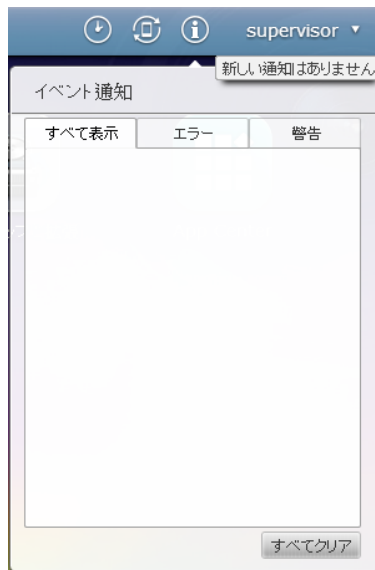 supervisor ▼
新しい通知はありません
イベント通知
すべて表示 エラー 警告
すべてクリア